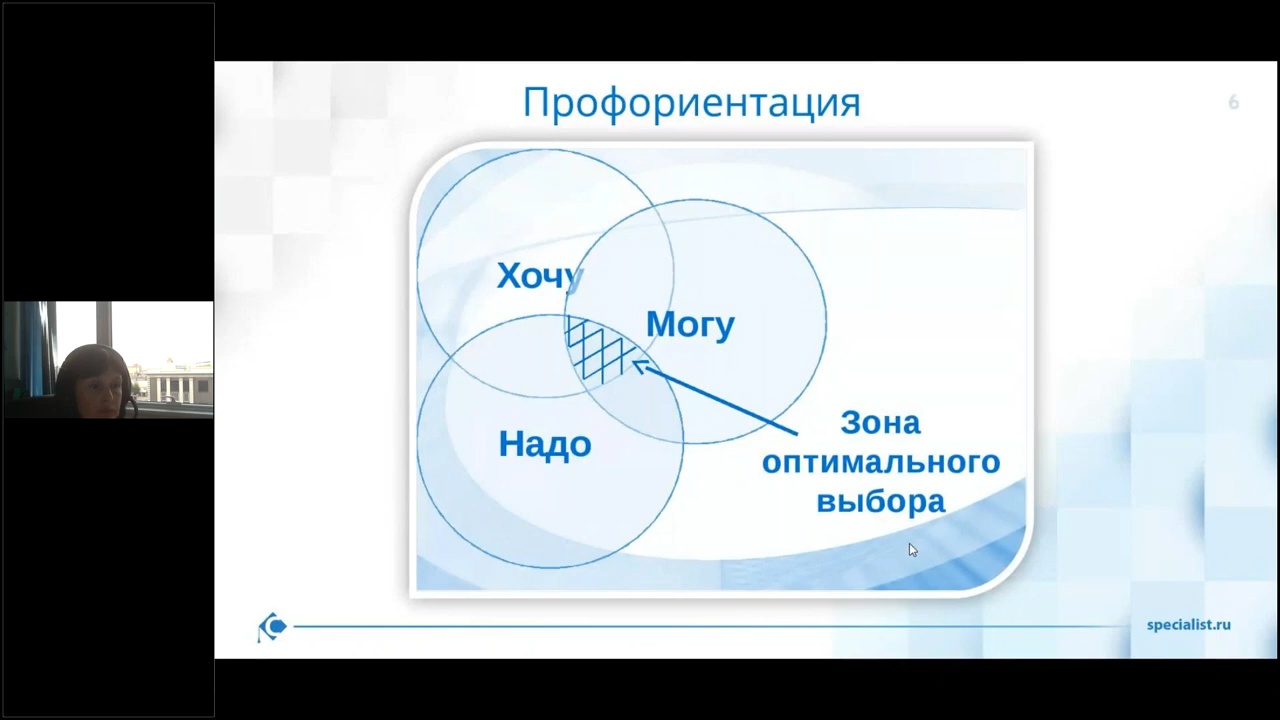 Профориентация
6
Хочу
Могу
Надо
Зона
оптимального
выбора
specialist.ru